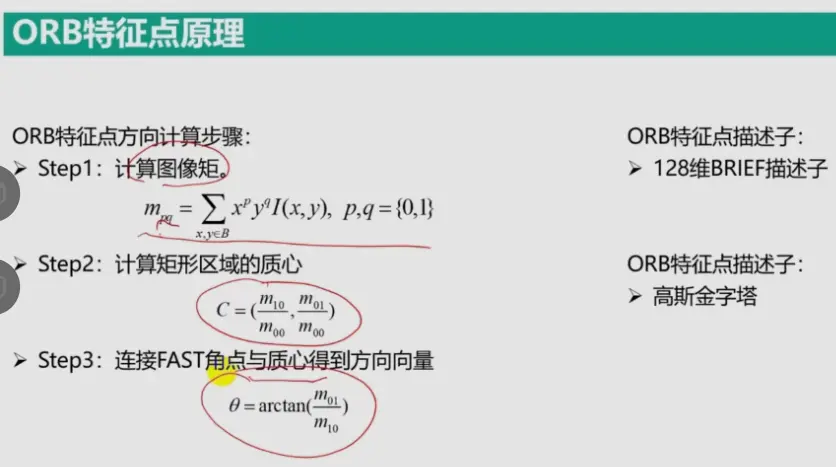 ORB特征点原理
ORB特征点方向计算步骤:
➢ Step1:计算图像矩。
m_{pq} = \sum_{x,y∈B} x^p y^q I(x,y), p,q={0,1}
➢ Step2:计算矩形区域的质心
C = (\frac{m_{10}}{m_{00}}, \frac{m_{01}}{m_{00}})
➢ Step3:连接FAST角点与质心得到方向向量
θ = arctan(\frac{m_{01}}{m_{10}})
ORB特征点描述子:
➢ 128维BRIEF描述子
ORB特征点描述子:
➢ 高斯金字塔